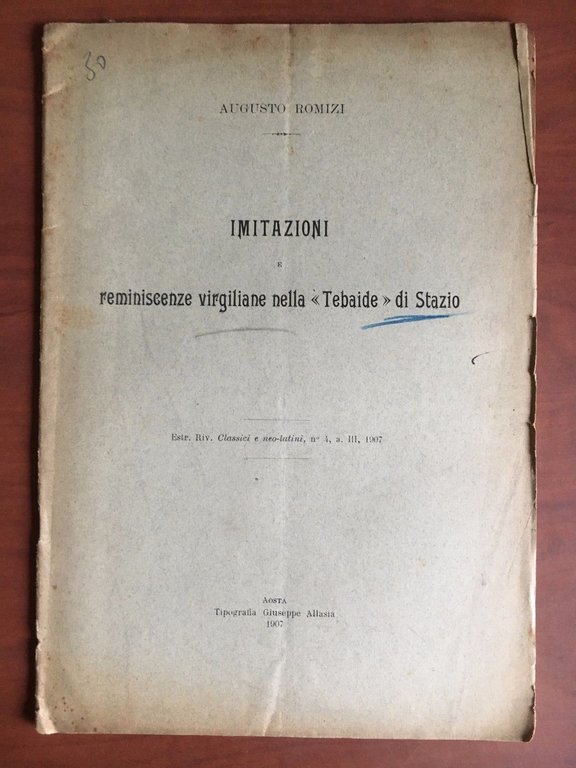 30
AUGUSTO ROMIZI
IMITAZIONI
E
reminiscenze virgiliane nella « Tebaide » di Stazio
Estr. Riv. Classici e neo-latini, n° 4, a. III, 1907
AOSTA
Tipografia Giuseppe Allasia
1907